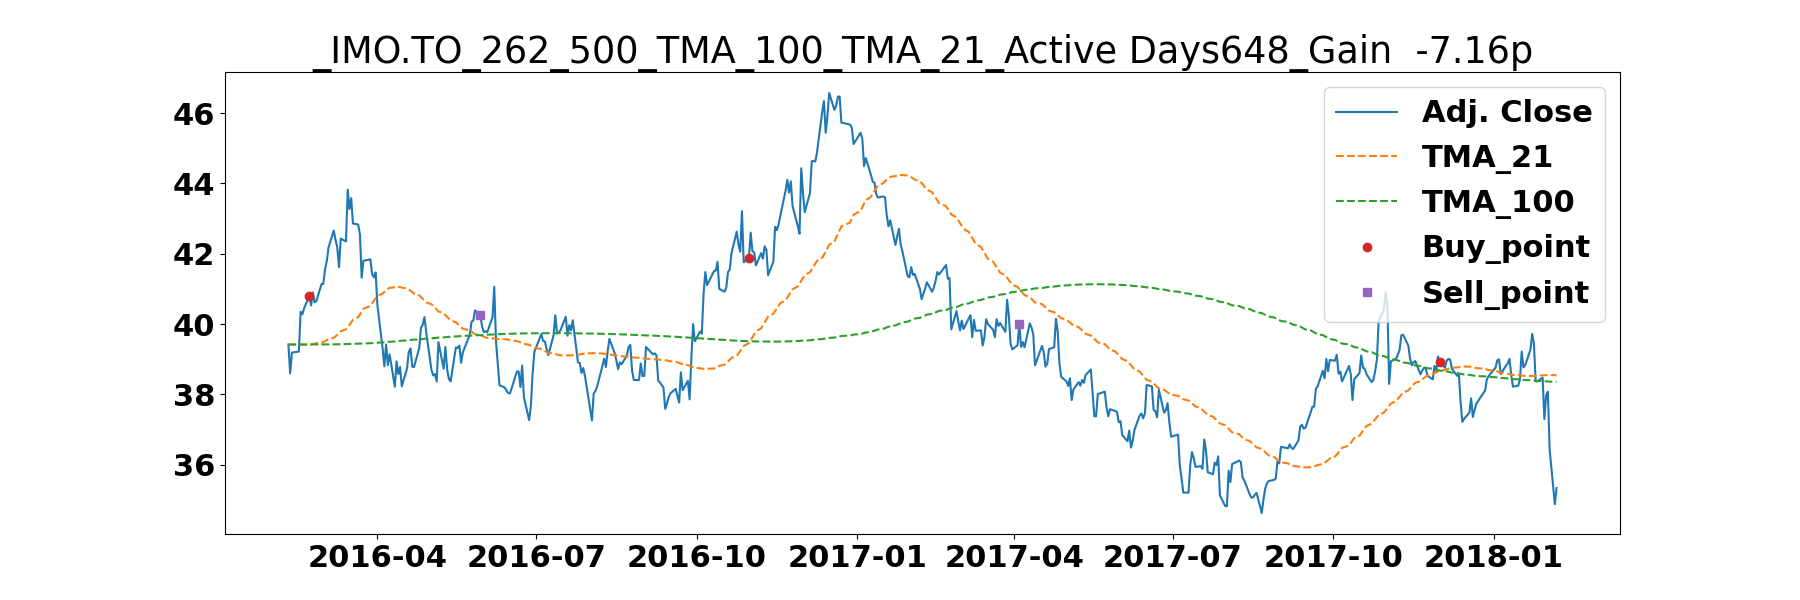 _IMO.TO_262_500_TMA_100_TMA_21_Active Days648_Gain  -7.16p
46
44
42
40
38
36
Adj. Close
TMA_21
TMA_100
Buy_point
Sell_point
2016-04 2016-07 2016-10 2017-01 2017-04 2017-07 2017-10 2018-01